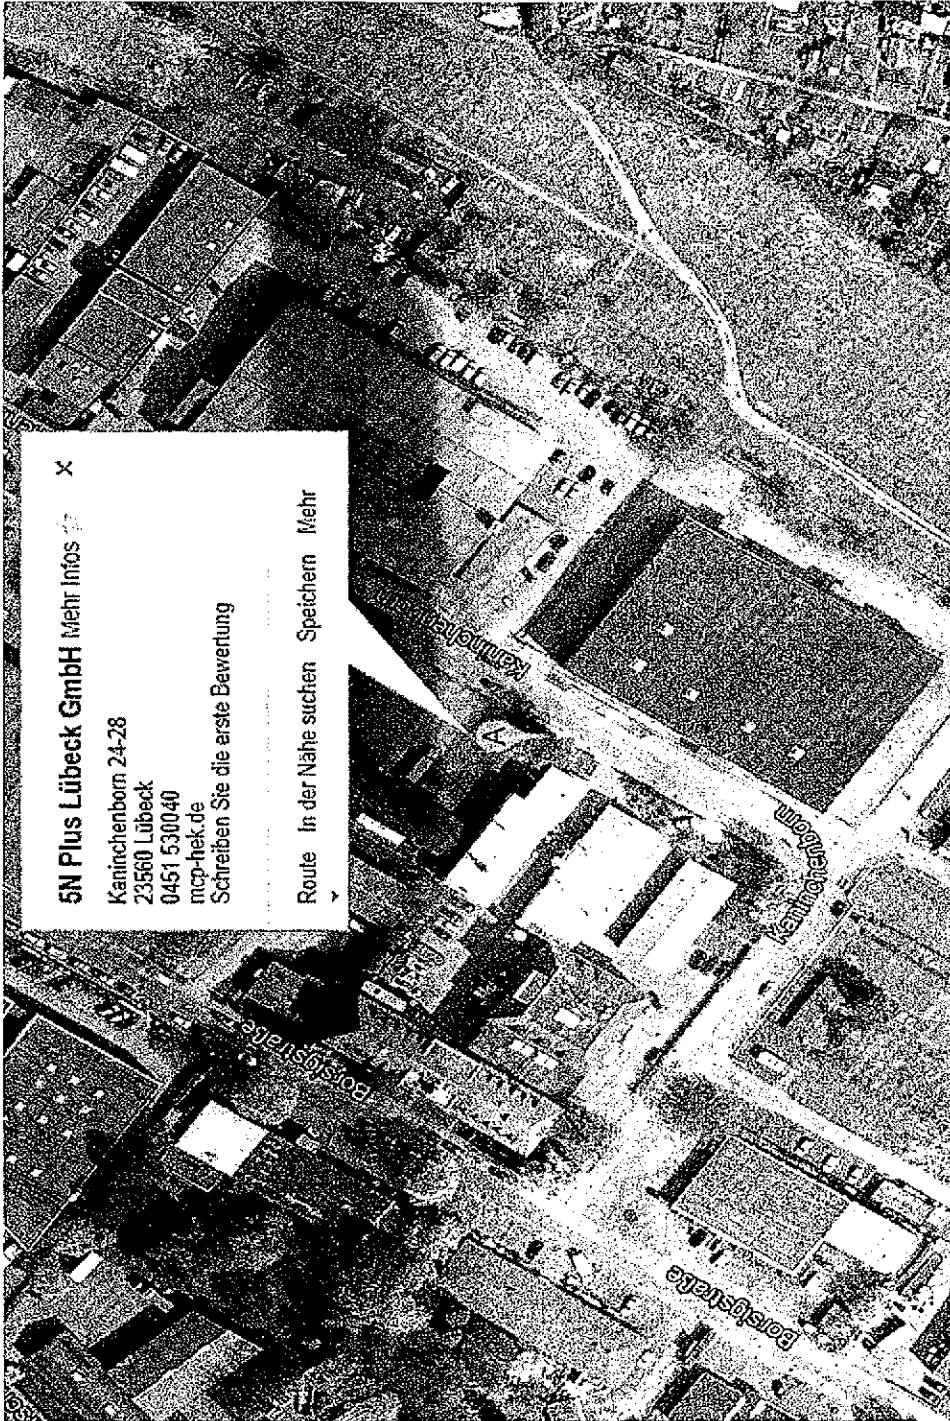 5N Plus Lübeck GmbH Mehr Infos
X
Kaninchenborn 24-28
23560 Lübeck
0451 530040
mcp-hek.de
Schreiben Sie die erste Bewertung
Route In der Nähe suchen Speichern Mehr
A
Kaninchenborn
Borsigstraße
Borsigstraße